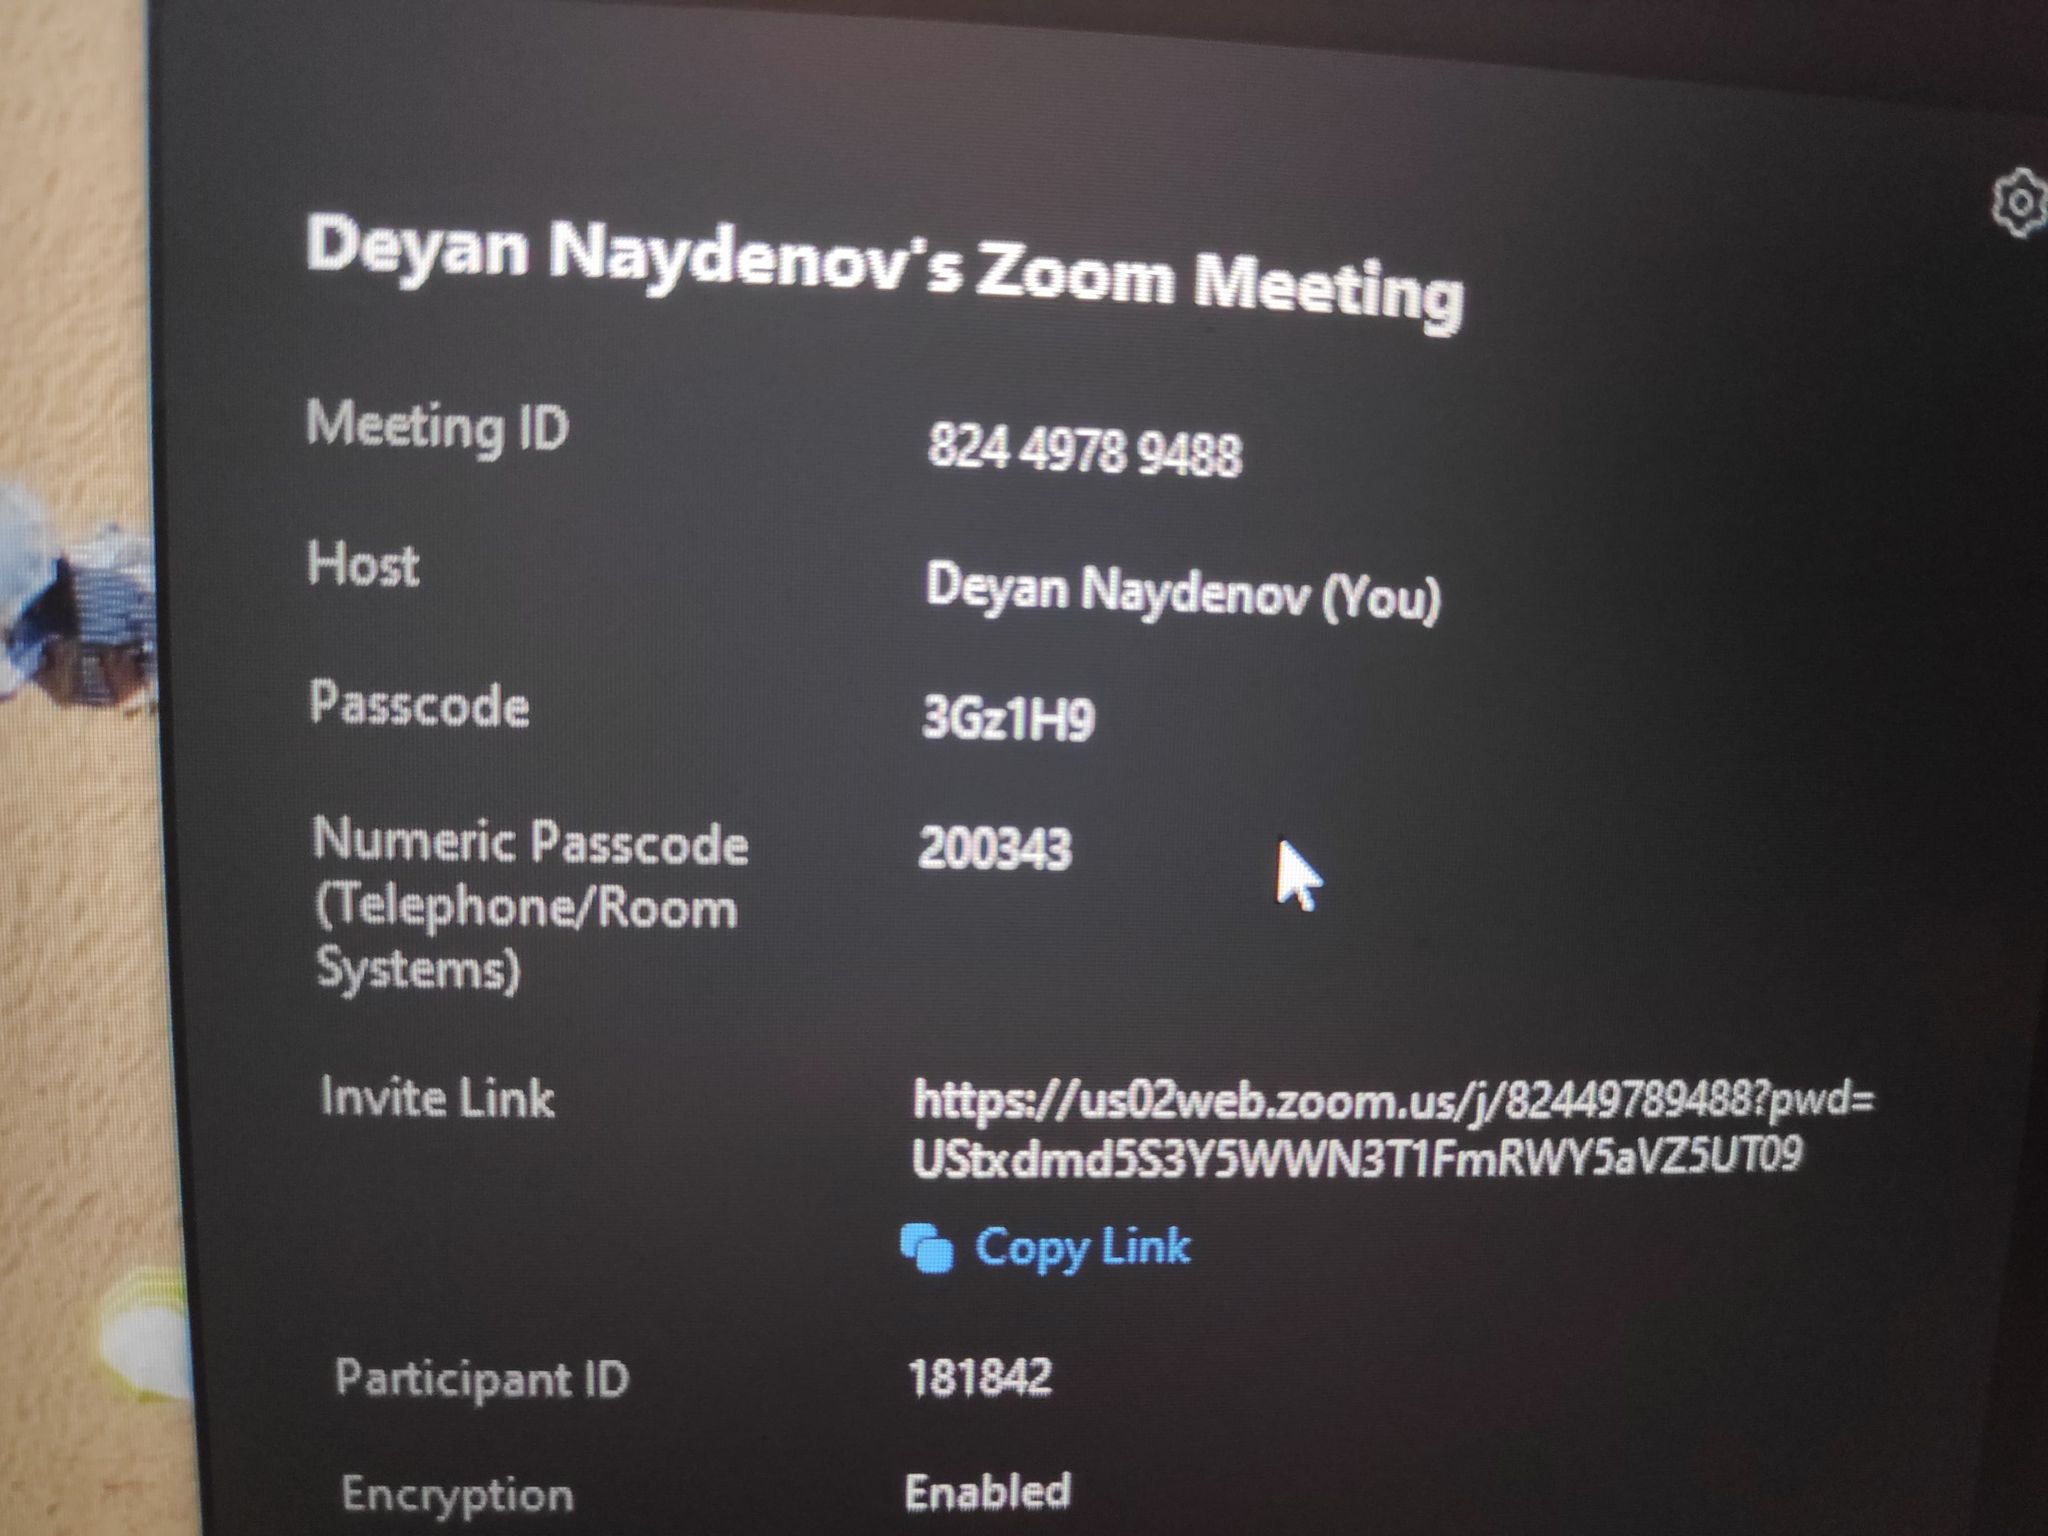 Deyan Naydenov's Zoom Meeting
Meeting ID 824 4978 9488
Host Deyan Naydenov (You)
Passcode 3Gz1H9
Numeric Passcode 200343
(Telephone/Room
Systems)
Invite Link https://us02web.zoom.us/j/82449789488?pwd=
UStxdmd5S3Y5WWN3T1FmRWY5aVZ5UT09
Copy Link
Participant ID 181842
Encryption Enabled